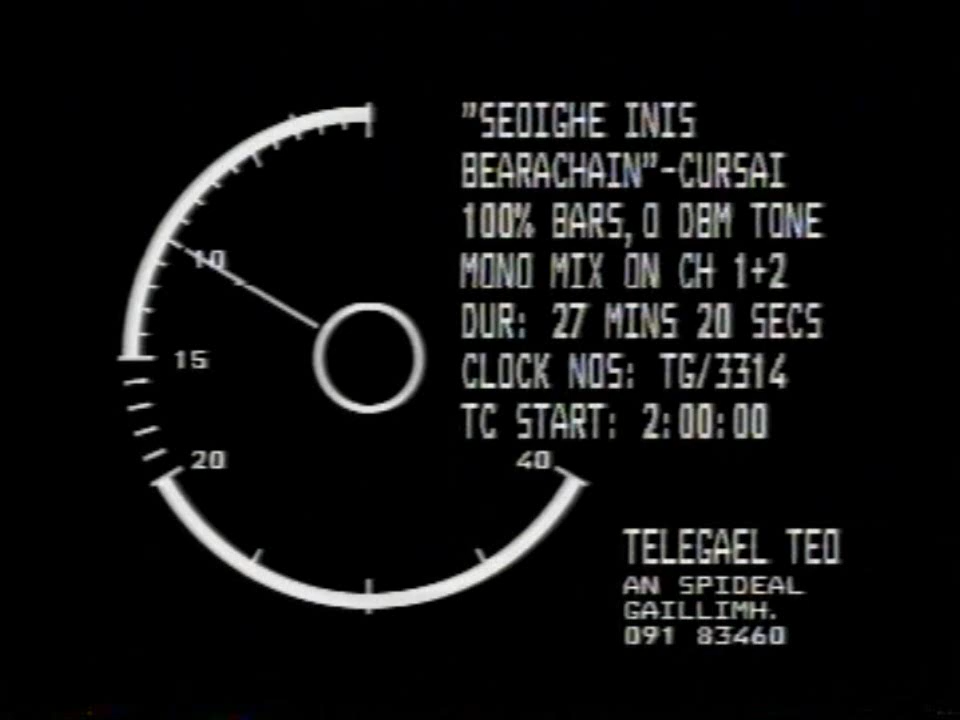 "SEOIGHE INIS
BEARACHAIN"-CURSAI
100% BARS, 0 DBM TONE
MONO MIX ON CH 1+2
DUR: 27 MINS 20 SECS
CLOCK NOS: TG/3314
TC START: 2:00:00
10
15
20
40
TELEGAEL TEO
AN SPIDEAL
GAILLIMH.
091 83460